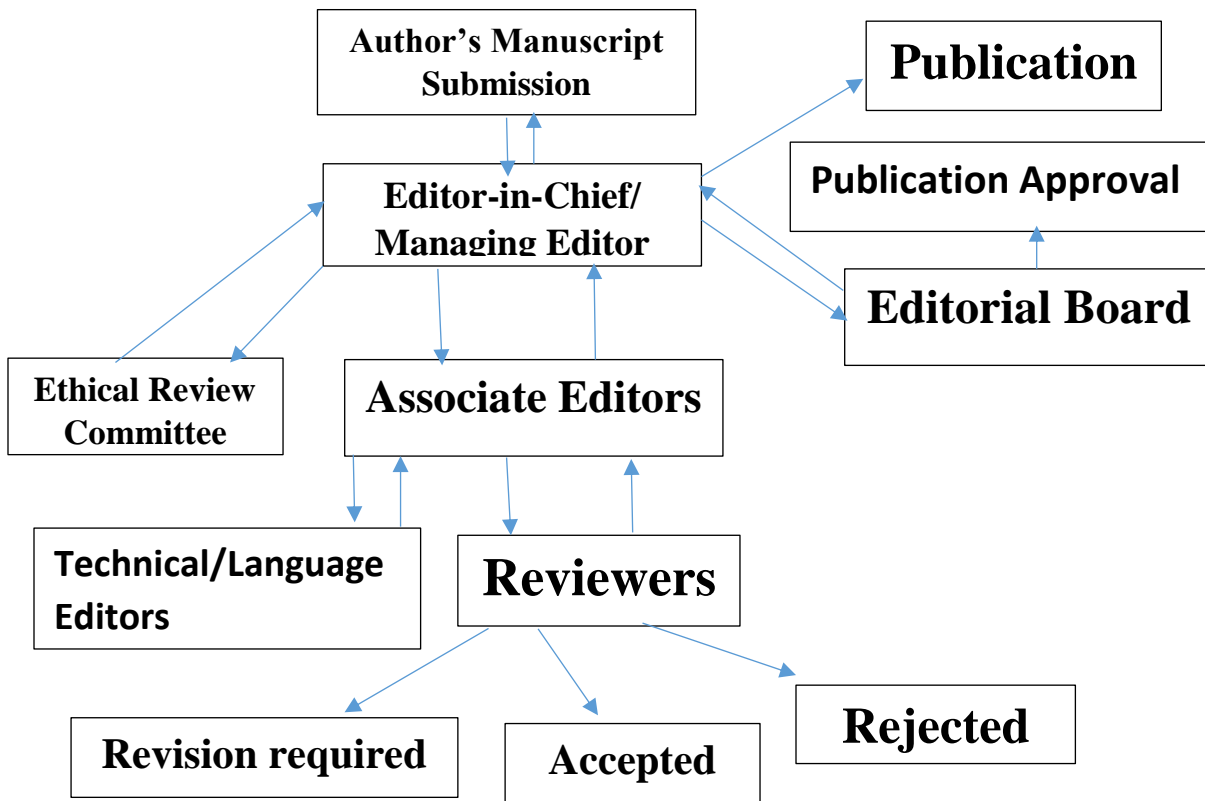 Author’s Manuscript
Submission
Publication
Publication Approval
Editor-in-Chief/
Managing Editor
Editorial Board
Ethical Review
Committee
Associate Editors
Technical/Language
Editors
Reviewers
Revision required
Accepted
Rejected